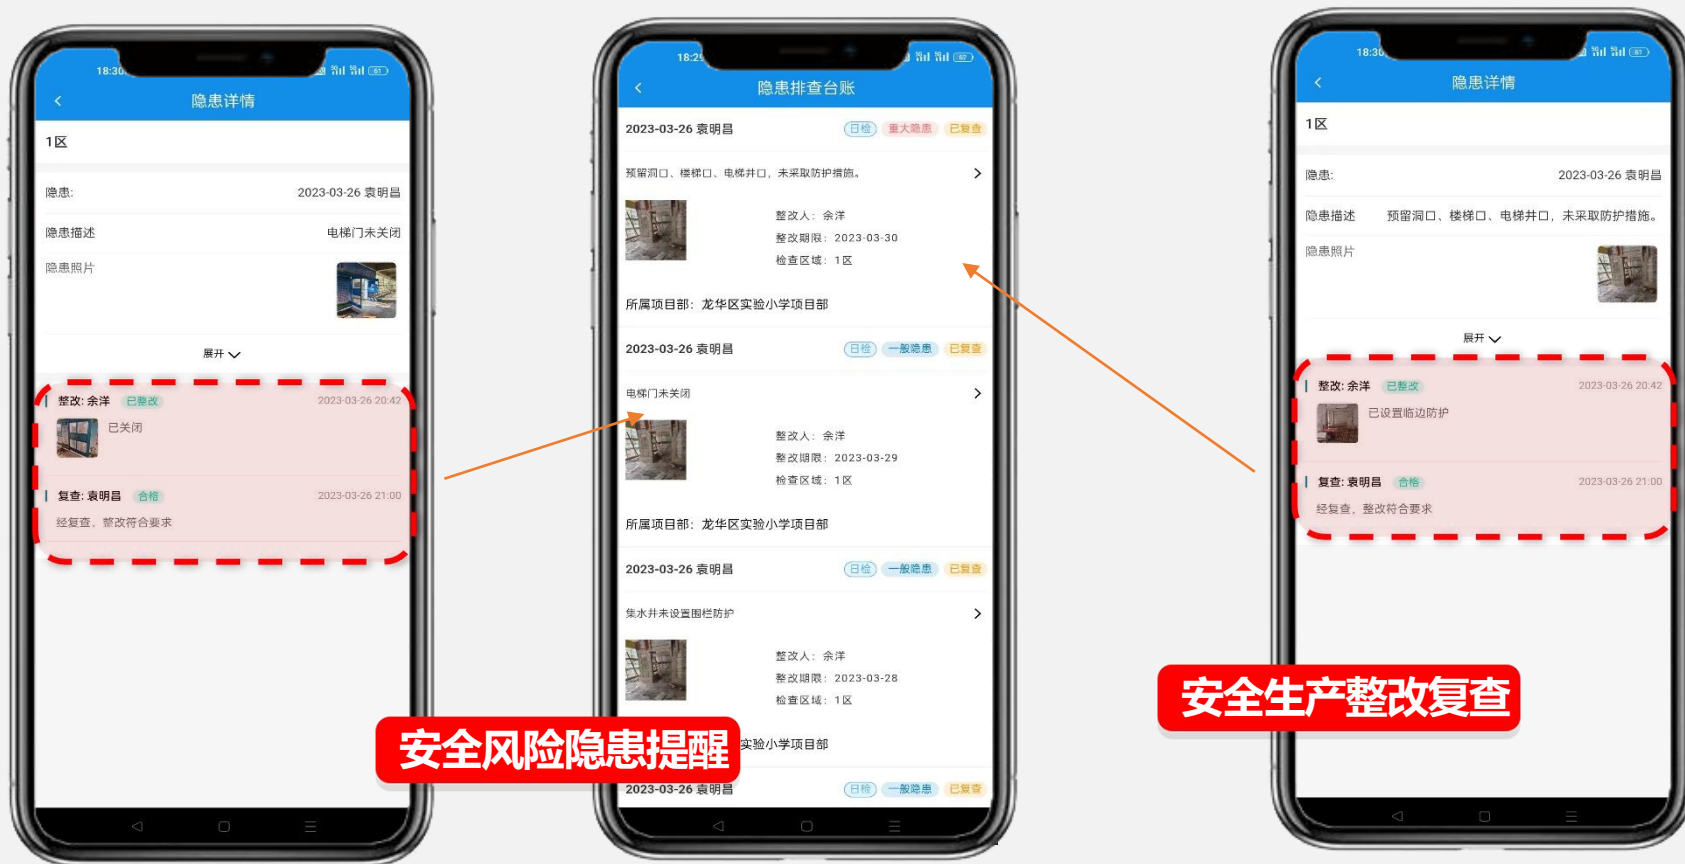 18:30
隐患详情
1区
隐患:
2023-03-26 袁明昌
隐患描述
电梯门未关闭
隐患照片
展开
整改: 余洋 已整改 2023-03-26 20:42
已关闭
复查: 袁明昌 合格 2023-03-26 21:00
经复查，整改符合要求
18:29
隐患排查台账
2023-03-26 袁明昌 日检 重大隐患 已复查
预留洞口、楼梯口、电梯井口，未采取防护措施。
整改人：余洋
整改期限：2023-03-30
检查区域：1区
所属项目部：龙华区实验小学项目部
2023-03-26 袁明昌 日检 一般隐患 已复查
电梯门未关闭
整改人：余洋
整改期限：2023-03-29
检查区域：1区
所属项目部：龙华区实验小学项目部
2023-03-26 袁明昌 日检 一般隐患 已复查
集水井未设置围栏防护
整改人：余洋
整改期限：2023-03-28
检查区域：1区
实验小学项目部
2023-03-26 袁明昌 日检 一般隐患 已复查
安全风险隐患提醒
18:30
隐患详情
1区
隐患:
2023-03-26 袁明昌
隐患描述
预留洞口、楼梯口、电梯井口，未采取防护措施。
隐患照片
展开
整改: 余洋 已整改 2023-03-26 20:42
已设置临边防护
复查: 袁明昌 合格 2023-03-26 21:00
经复查，整改符合要求
安全生产整改复查